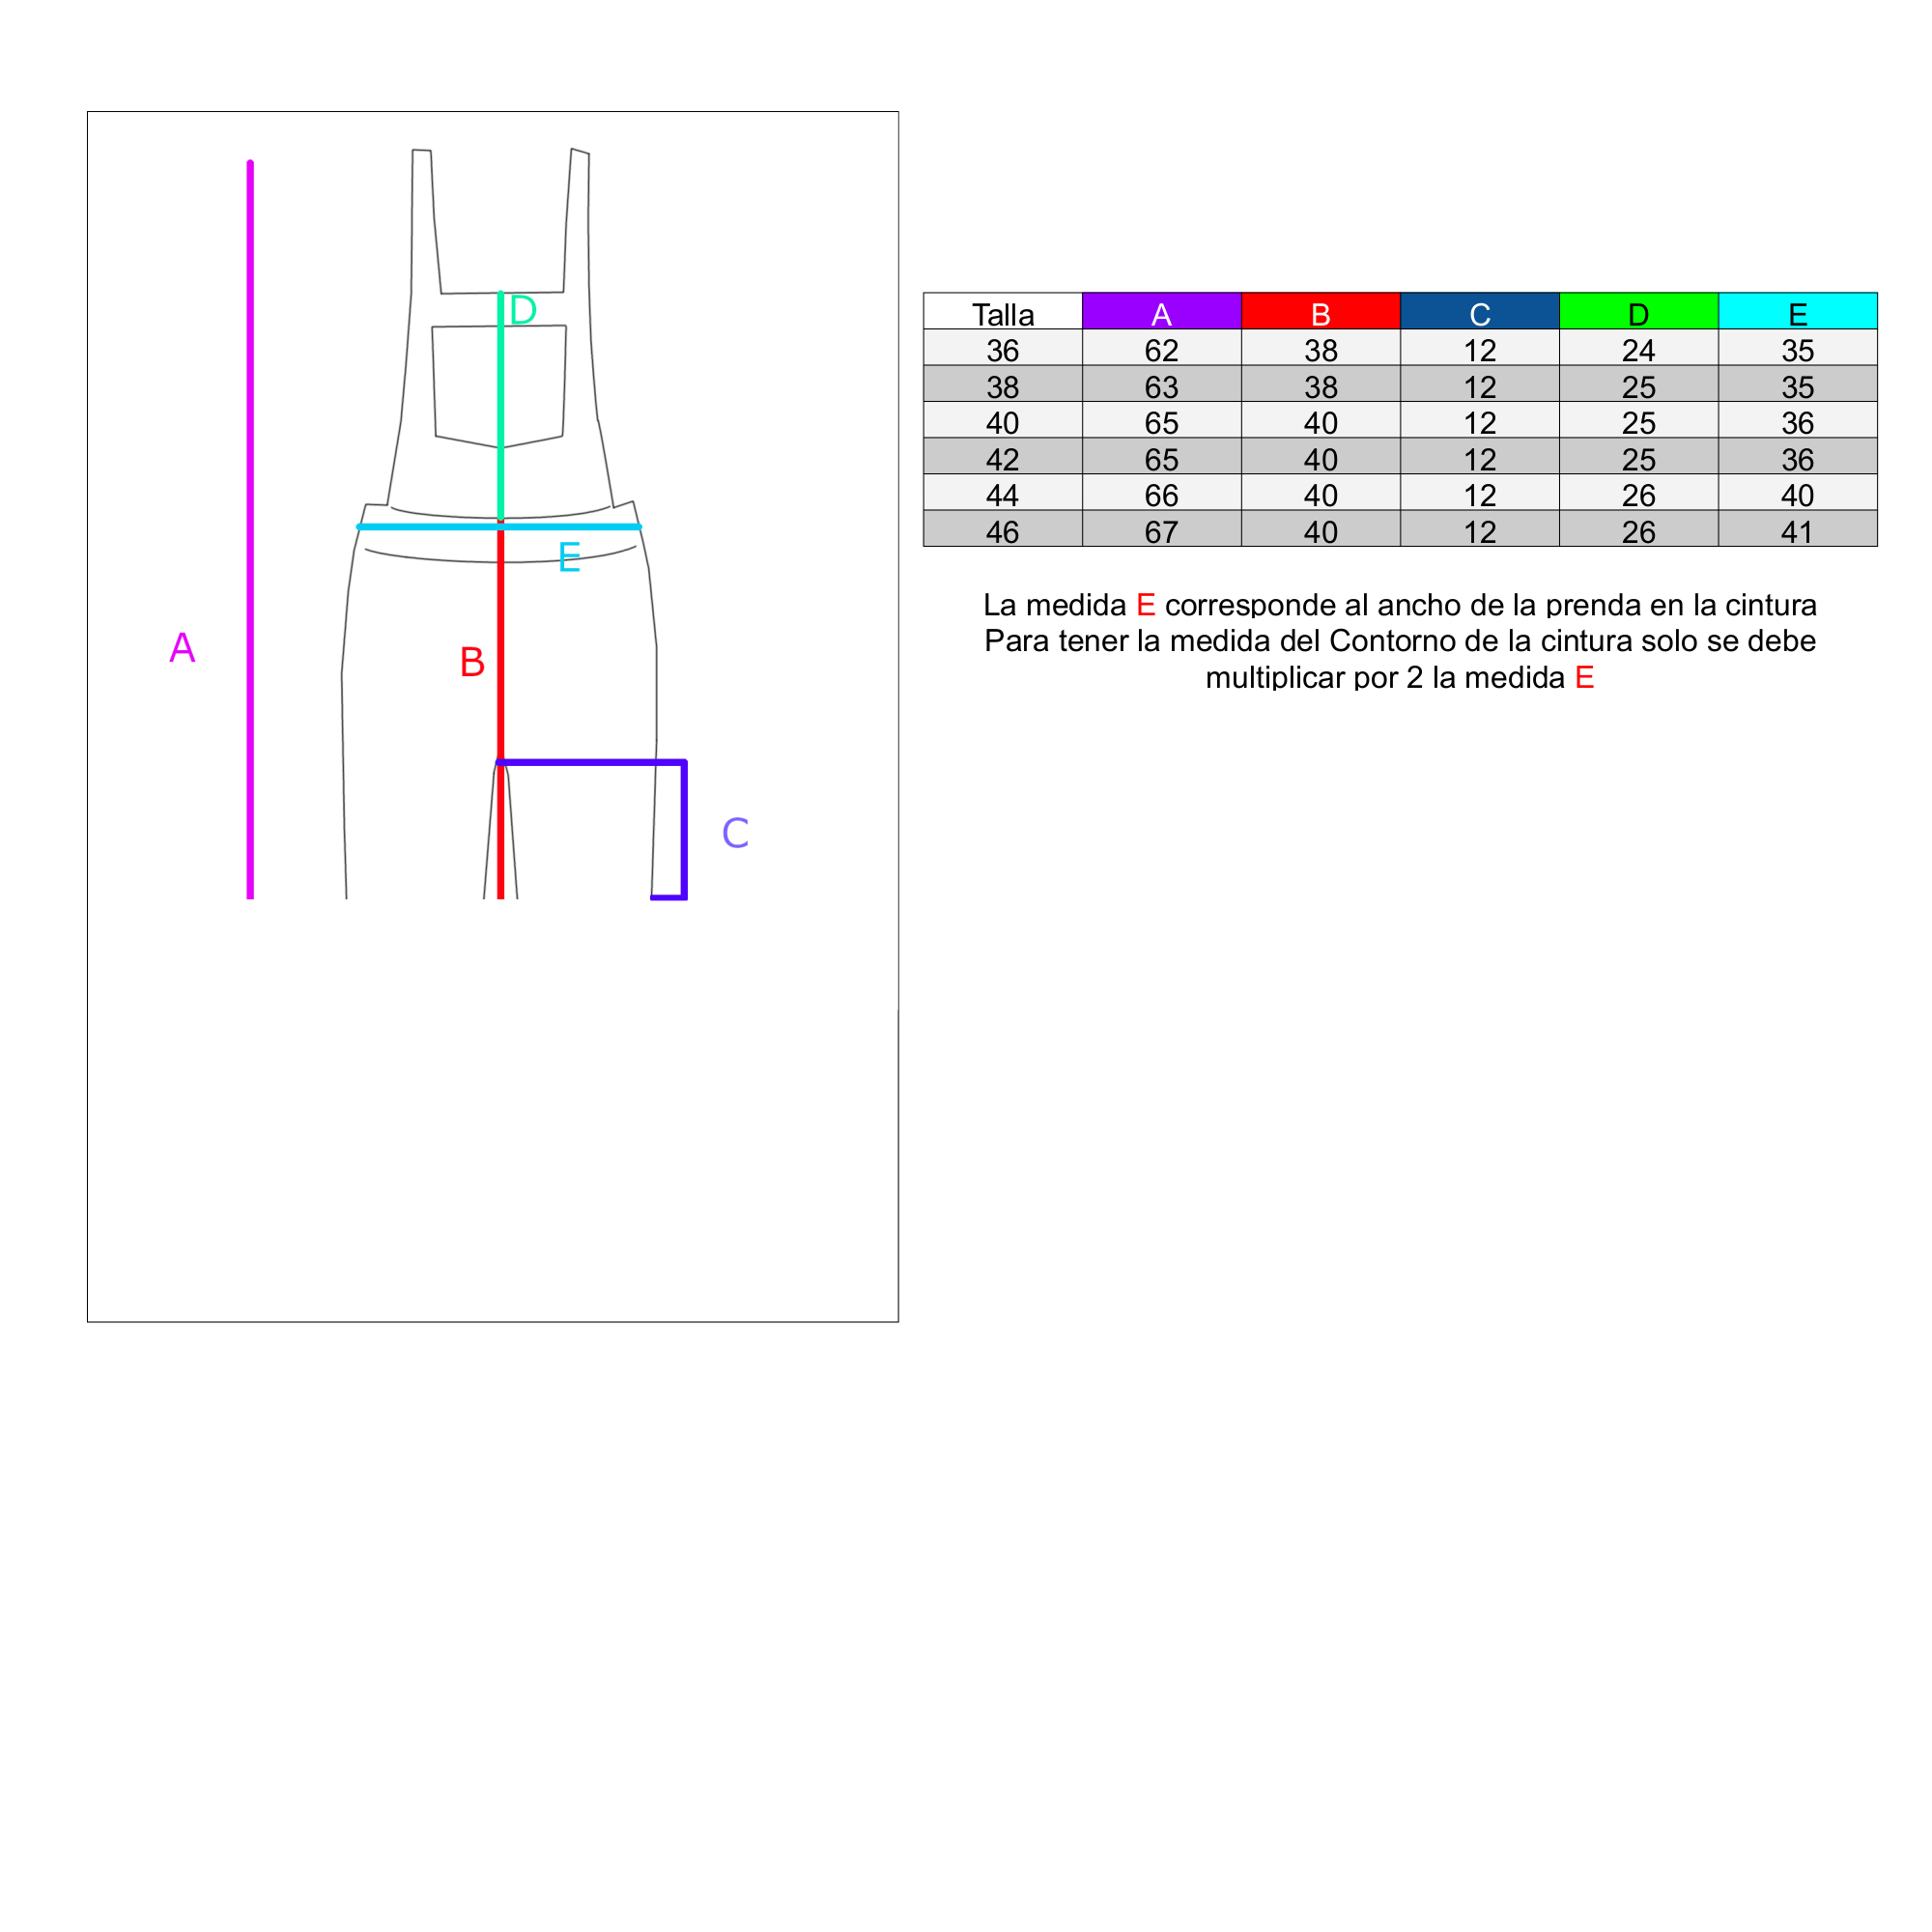 D
E
A
B
C
Talla A B C D E
36 62 38 12 24 35
38 63 38 12 25 35
40 65 40 12 25 36
42 65 40 12 25 36
44 66 40 12 26 40
46 67 40 12 26 41
La medida E corresponde al ancho de la prenda en la cintura
Para tener la medida del Contorno de la cintura solo se debe
multiplicar por 2 la medida E